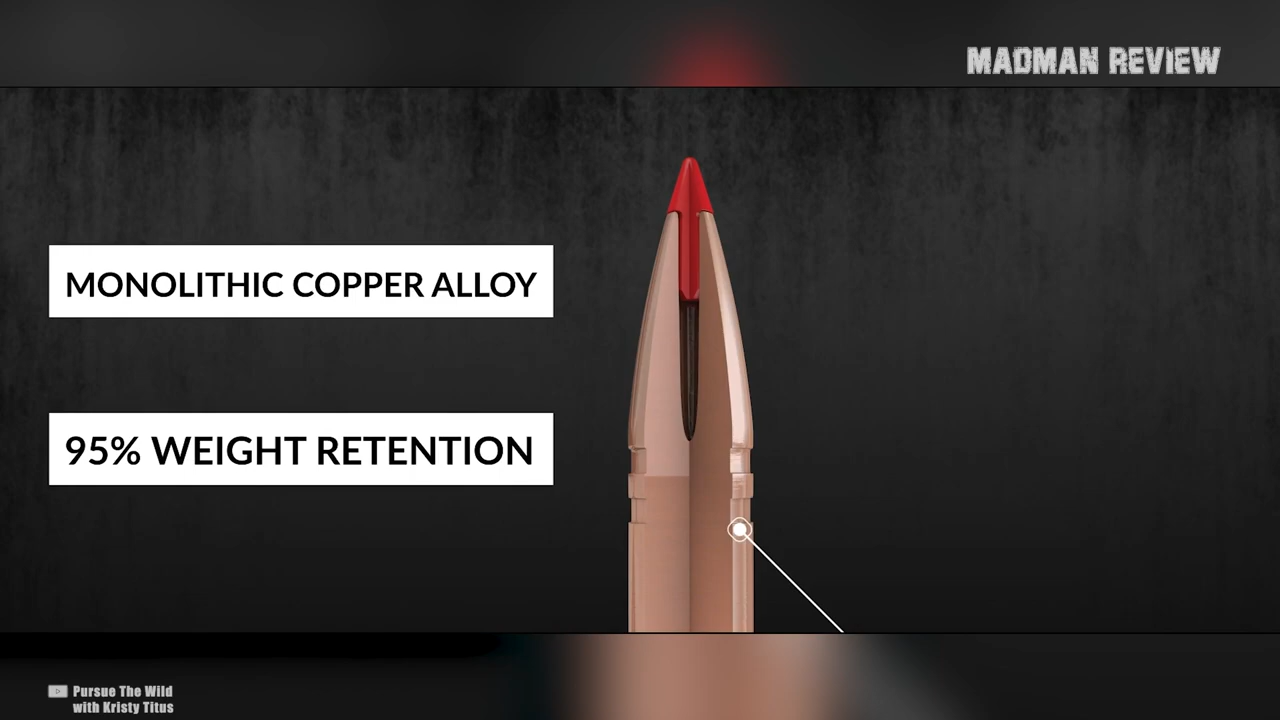 MADMAN REVIEW
MONOLITHIC COPPER ALLOY
95% WEIGHT RETENTION
Pursue The Wild
with Kristy Titus